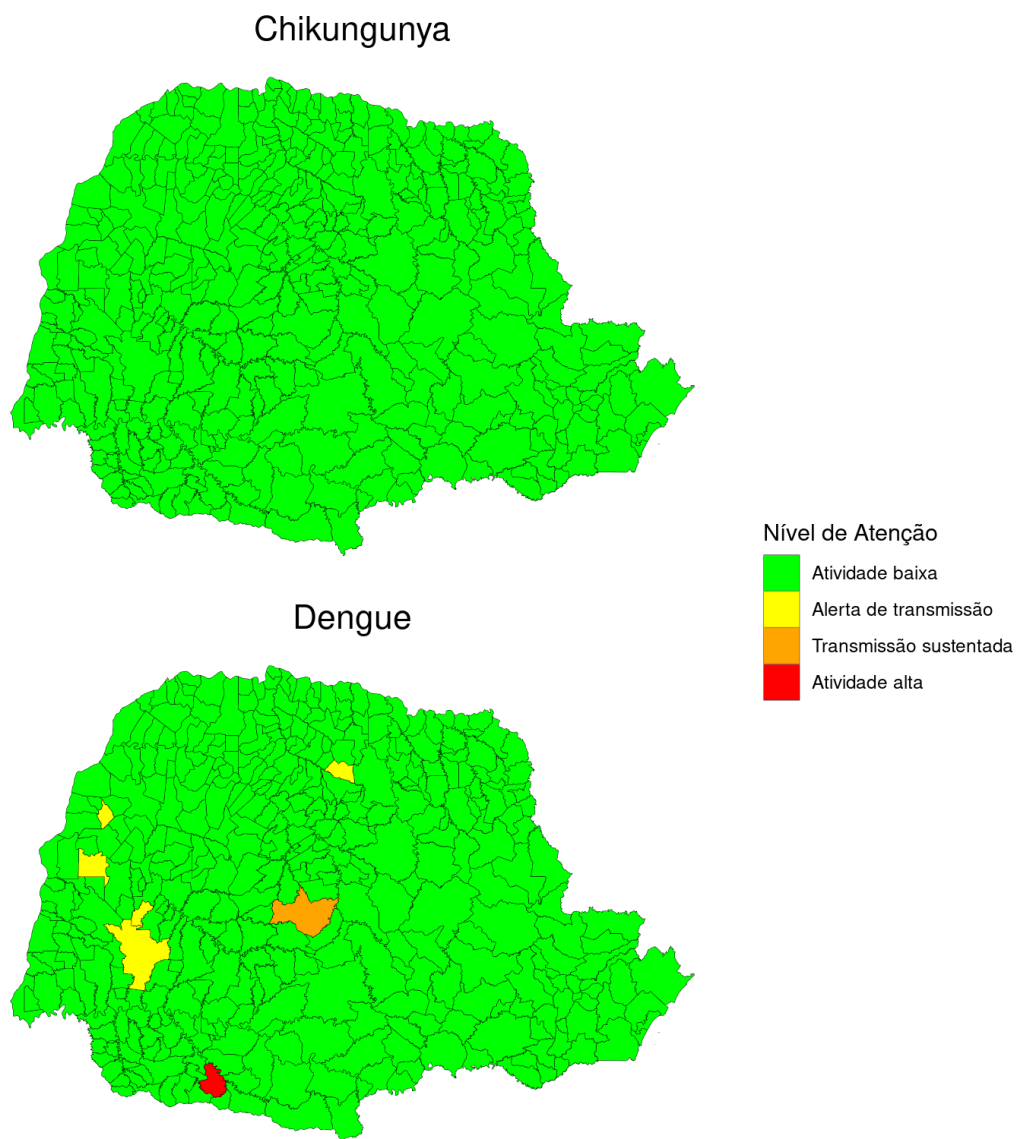 Chikungunya
Nível de Atenção
Atividade baixa
Alerta de transmissão
Transmissão sustentada
Atividade alta
Dengue